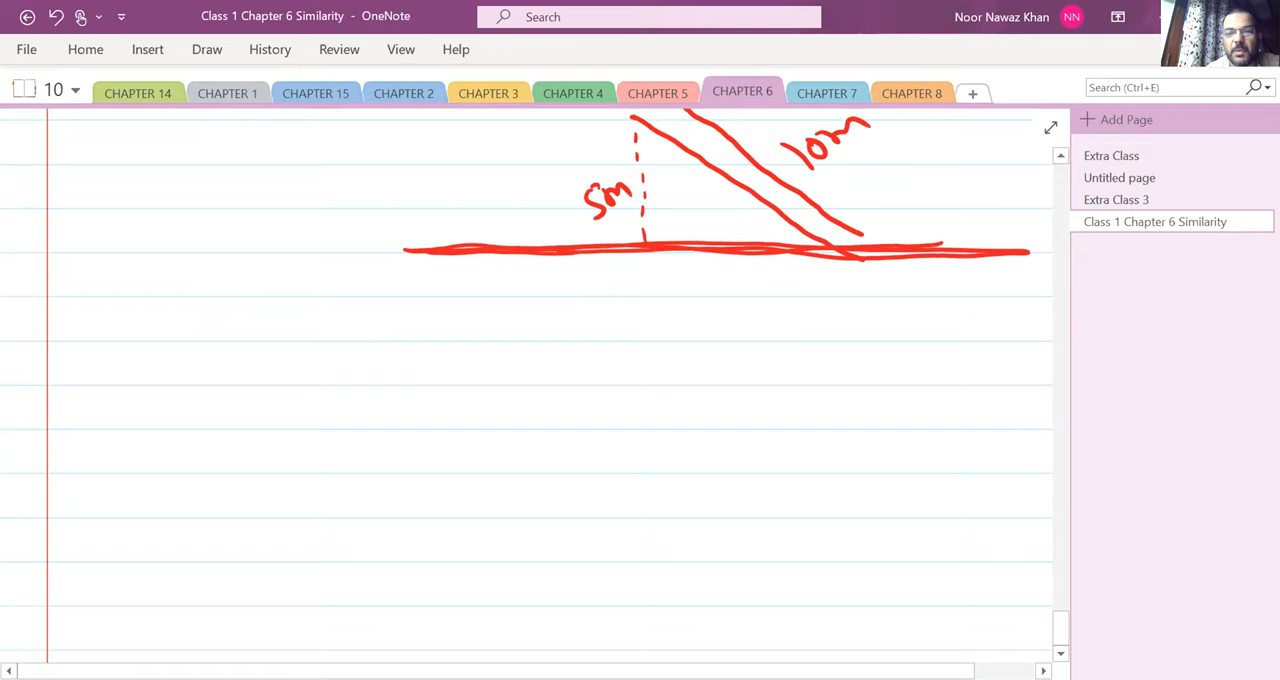 Class 1 Chapter 6 Similarity - OneNote
Search
Noor Nawaz Khan
NN
File
Home
Insert
Draw
History
Review
View
Help
10
CHAPTER 14
CHAPTER 1
CHAPTER 15
CHAPTER 2
CHAPTER 3
CHAPTER 4
CHAPTER 5
CHAPTER 6
CHAPTER 7
CHAPTER 8
Search (Ctrl+E)
Add Page
Extra Class
Untitled page
Extra Class 3
Class 1 Chapter 6 Similarity
10m
5m